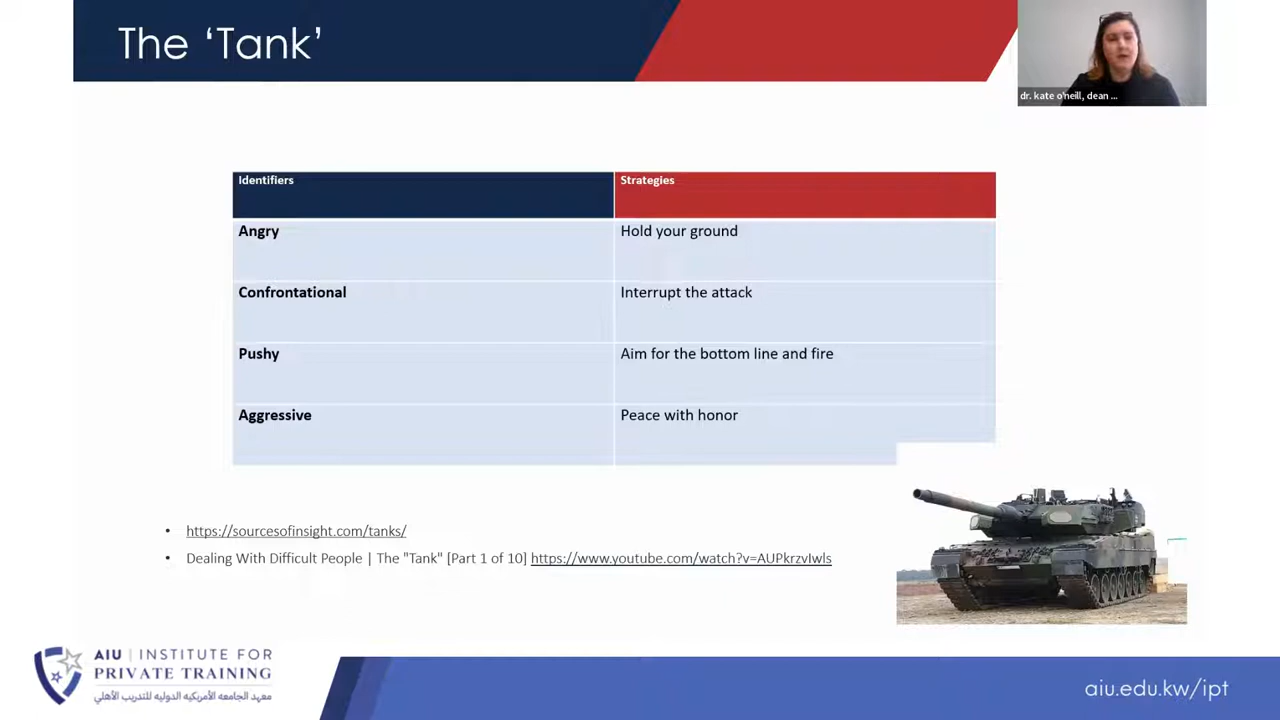 The ‘Tank’
dr. kate o'neill, dean ...
Identifiers
Strategies
Angry
Hold your ground
Confrontational
Interrupt the attack
Pushy
Aim for the bottom line and fire
Aggressive
Peace with honor
• https://sourcesofinsight.com/tanks/
• Dealing With Difficult People | The "Tank" [Part 1 of 10] https://www.youtube.com/watch?v=AUPkrzvIwls
AIU | INSTITUTE FOR
PRIVATE TRAINING
معهد الجامعه الأمريكية الدولية للتدريب الأهلي
aiu.edu.kw/ipt